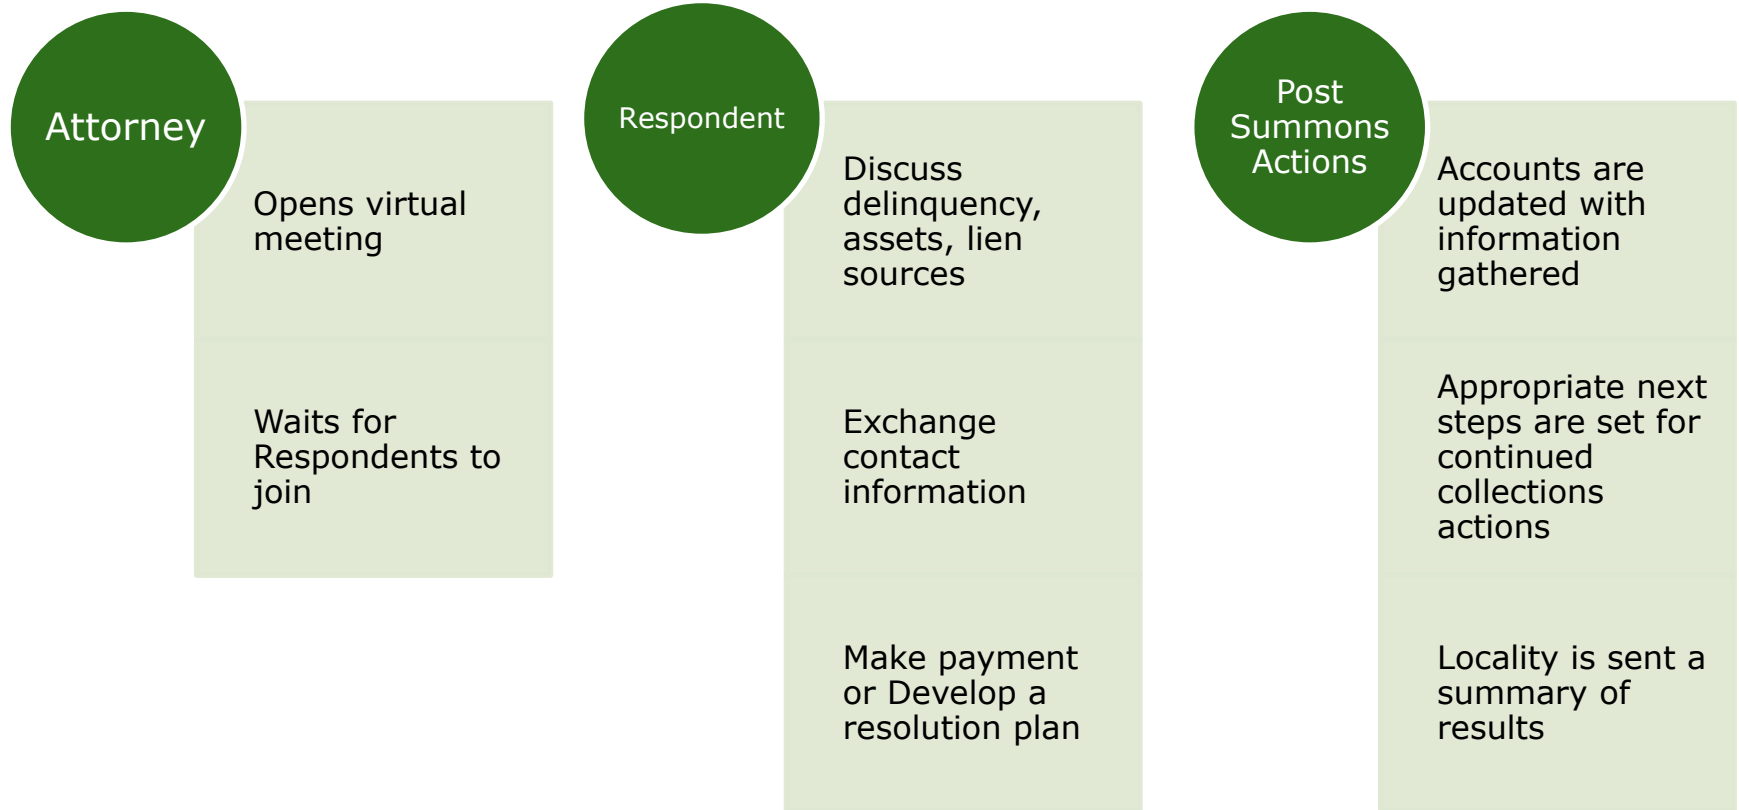 Attorney
Opens virtual
meeting
Waits for
Respondents to
join
Respondent
Discuss
delinquency,
assets, lien
sources
Exchange
contact
information
Make payment
or Develop a
resolution plan
Post
Summons
Actions
Accounts are
updated with
information
gathered
Appropriate next
steps are set for
continued
collections
actions
Locality is sent a
summary of
results